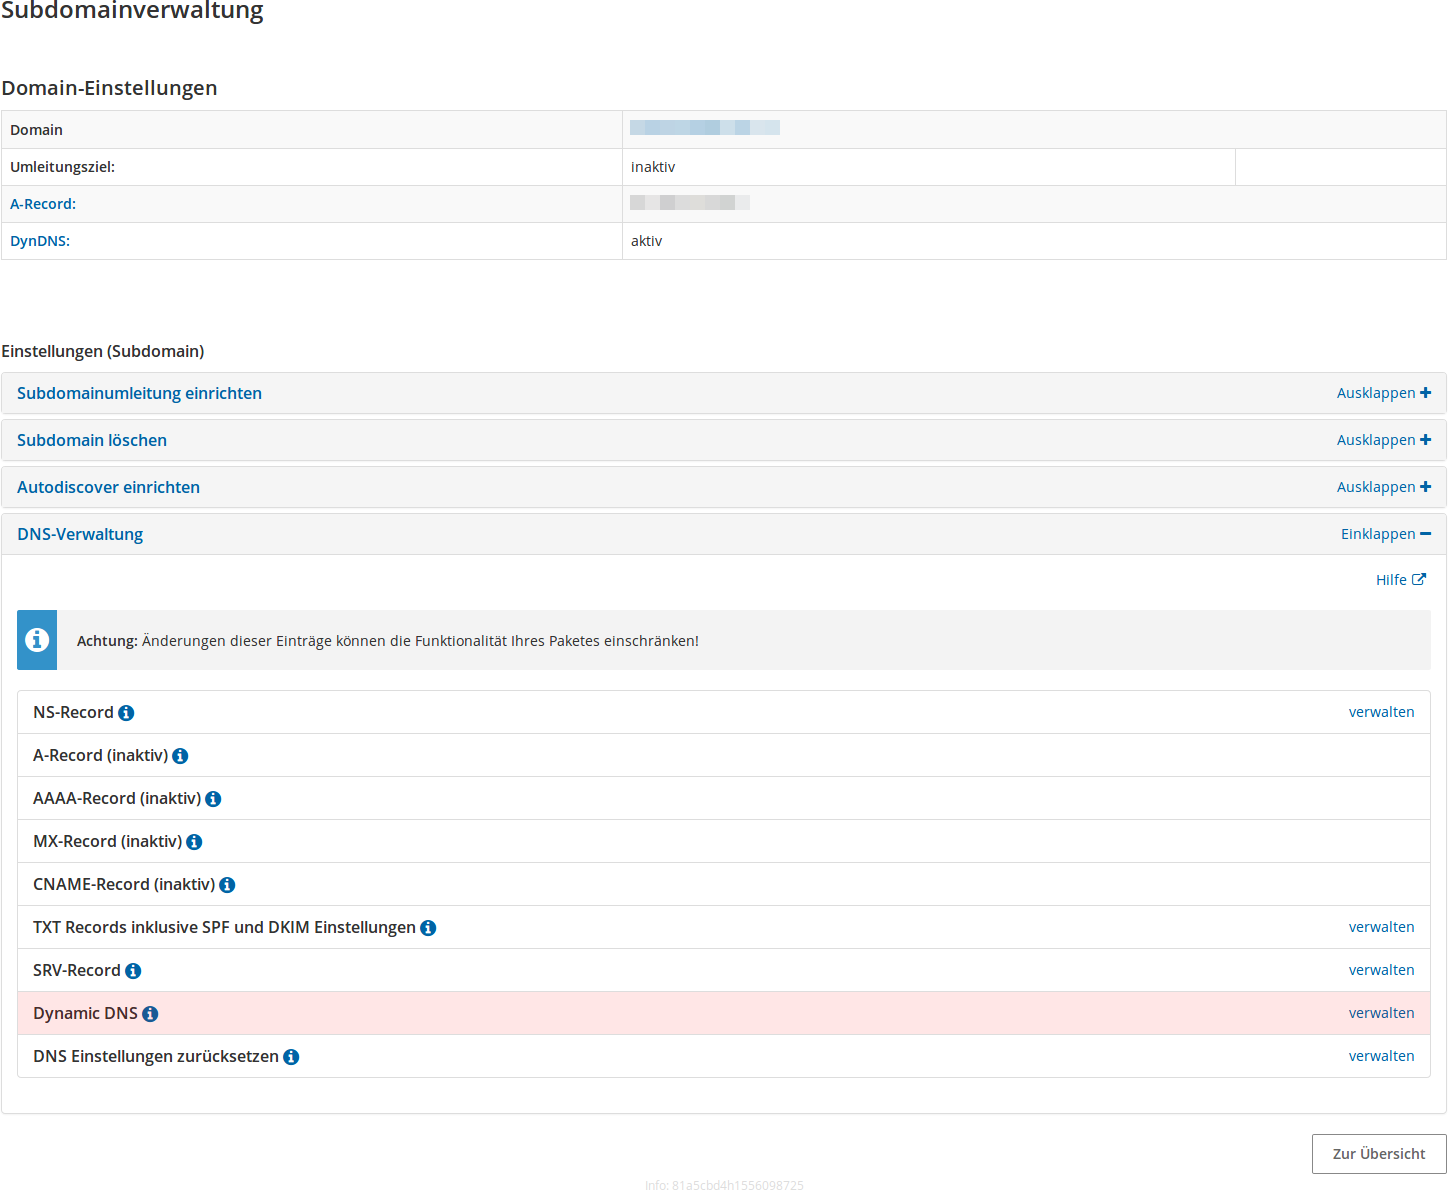 Subdomainverwaltung
Domain-Einstellungen
Domain
Umleitungsziel: inaktiv
A-Record:
DynDNS: aktiv
Einstellungen (Subdomain)
Subdomainumleitung einrichten Ausklappen
Subdomain löschen Ausklappen
Autodiscover einrichten Ausklappen
DNS-Verwaltung Einklappen
Hilfe
Achtung: Änderungen dieser Einträge können die Funktionalität Ihres Paketes einschränken!
NS-Record verwalten
A-Record (inaktiv)
AAAA-Record (inaktiv)
MX-Record (inaktiv)
CNAME-Record (inaktiv)
TXT Records inklusive SPF und DKIM Einstellungen verwalten
SRV-Record verwalten
Dynamic DNS verwalten
DNS Einstellungen zurücksetzen verwalten
Zur Übersicht
Info: 81a5cbd4h1556098725